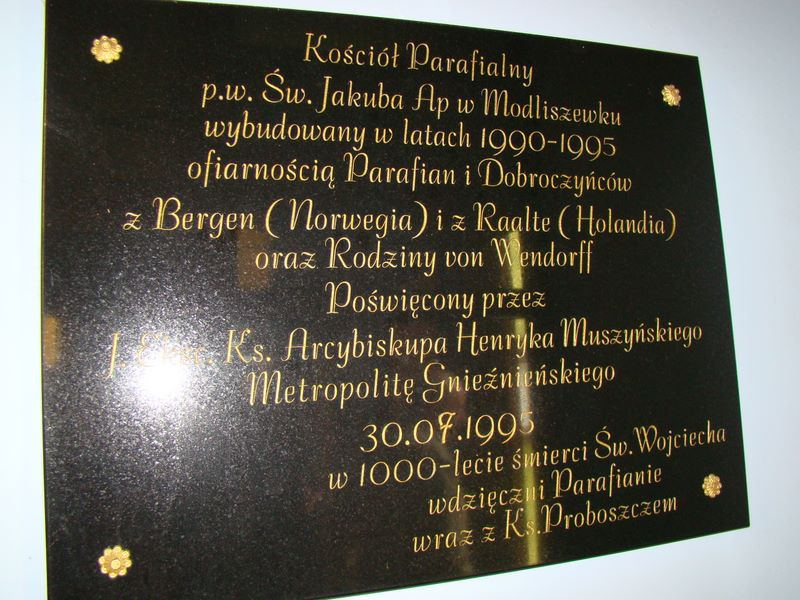 Kościół Parafialny
p.w. Św. Jakuba Ap w Modliszewku
wybudowany w latach 1990-1995
ofiarnością Parafian i Dobroczyńców
z Bergen (Norwegia) i z Raalte (Holandia)
oraz Rodziny von Wendorff
Poświęcony przez
J. Eksc. Ks. Arcybiskupa Henryka Muszyńskiego
Metropolitę Gnieźnieńskiego
30.07.1995
w 1000-lecie śmierci Św. Wojciecha
wdzięczni Parafianie
wraz z Ks. Proboszczem